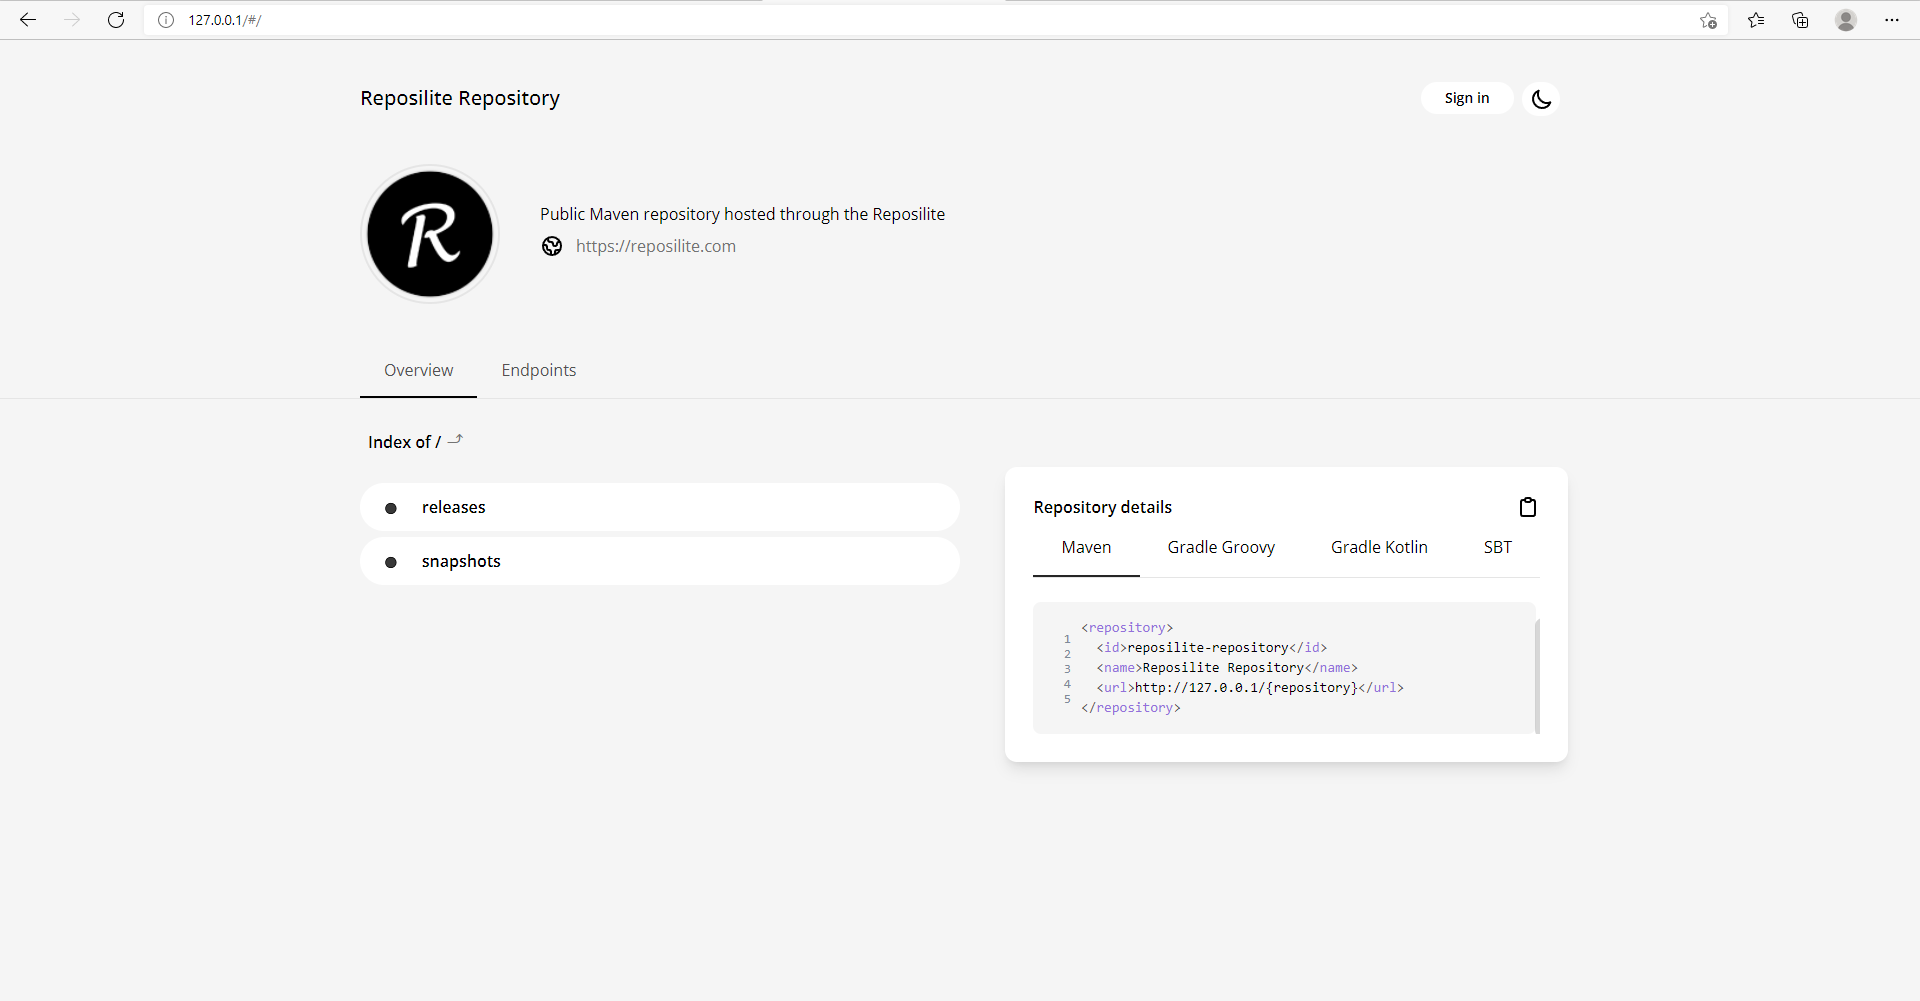 127.0.0.1/#/
Reposilite Repository
Sign in
R
Public Maven repository hosted through the Reposilite
https://reposilite.com
Overview Endpoints
Index of /
releases
snapshots
Repository details
Maven Gradle Groovy Gradle Kotlin SBT
1 <repository>
2   <id>reposilite-repository</id>
3   <name>Reposilite Repository</name>
4   <url>http://127.0.0.1/{repository}</url>
5 </repository>